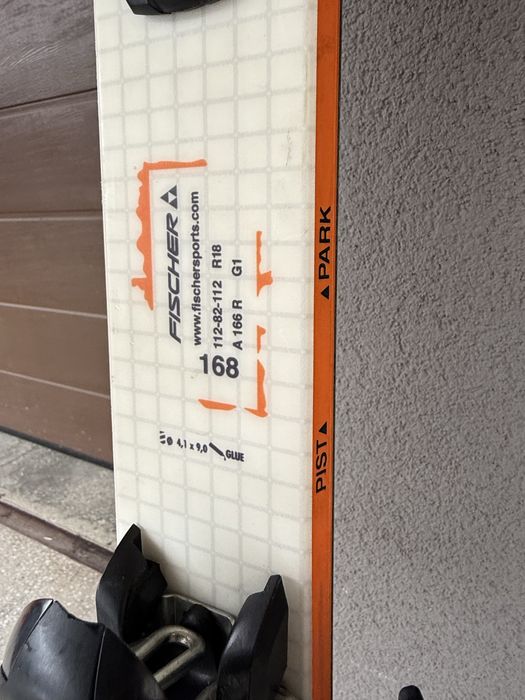 FISCHER
www.fischersports.com
112-82-112 R18
A 166 R G1
168
ø 4,1 x 9,0 GLUE
▲PARK
PIST▲